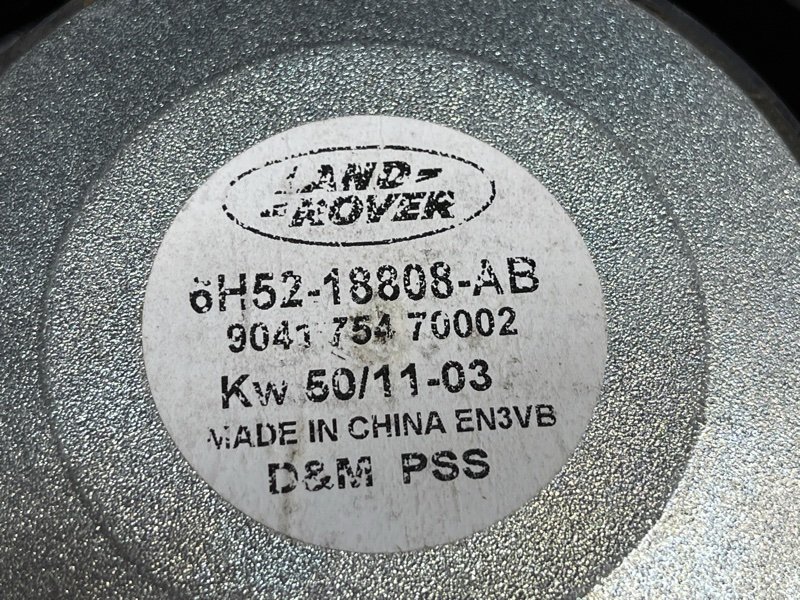 LAND-
-ROVER
6H52-18808-AB
9041 754 70002
Kw 50/11-03
MADE IN CHINA EN3VB
D&M PSS